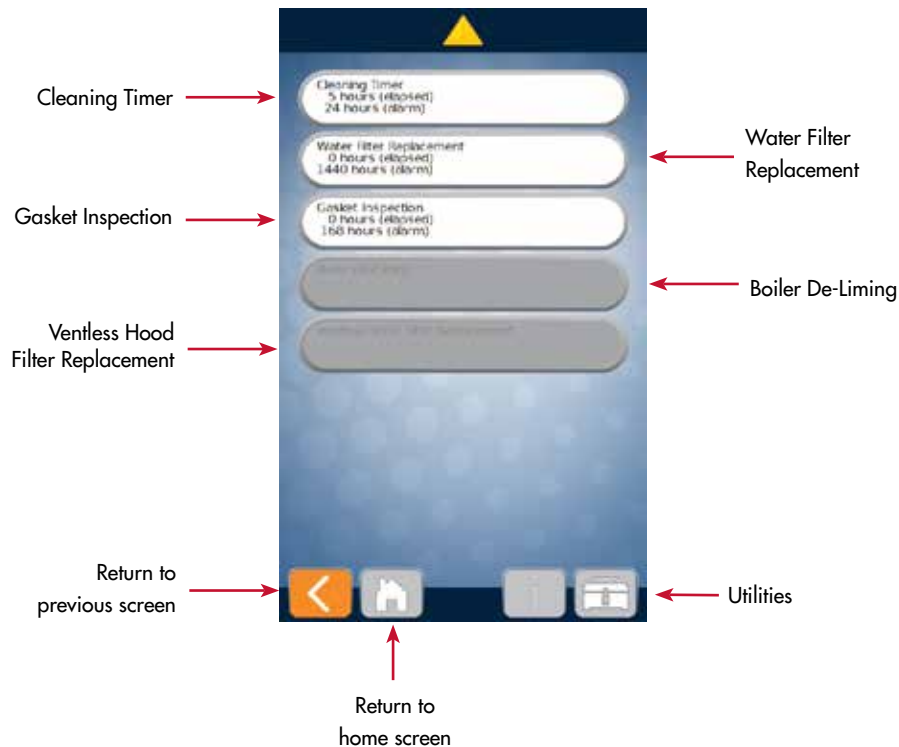 Cleaning Timer
Cleaning Timer
5 hours (elapsed)
24 hours (alarm)
Water Filter Replacement
0 hours (elapsed)
1440 hours (alarm)
Water Filter
Replacement
Gasket Inspection
Gasket Inspection
0 hours (elapsed)
168 hours (alarm)
Boiler De-Liming
Ventless Hood
Filter Replacement
Return to
previous screen
Utilities
Return to
home screen